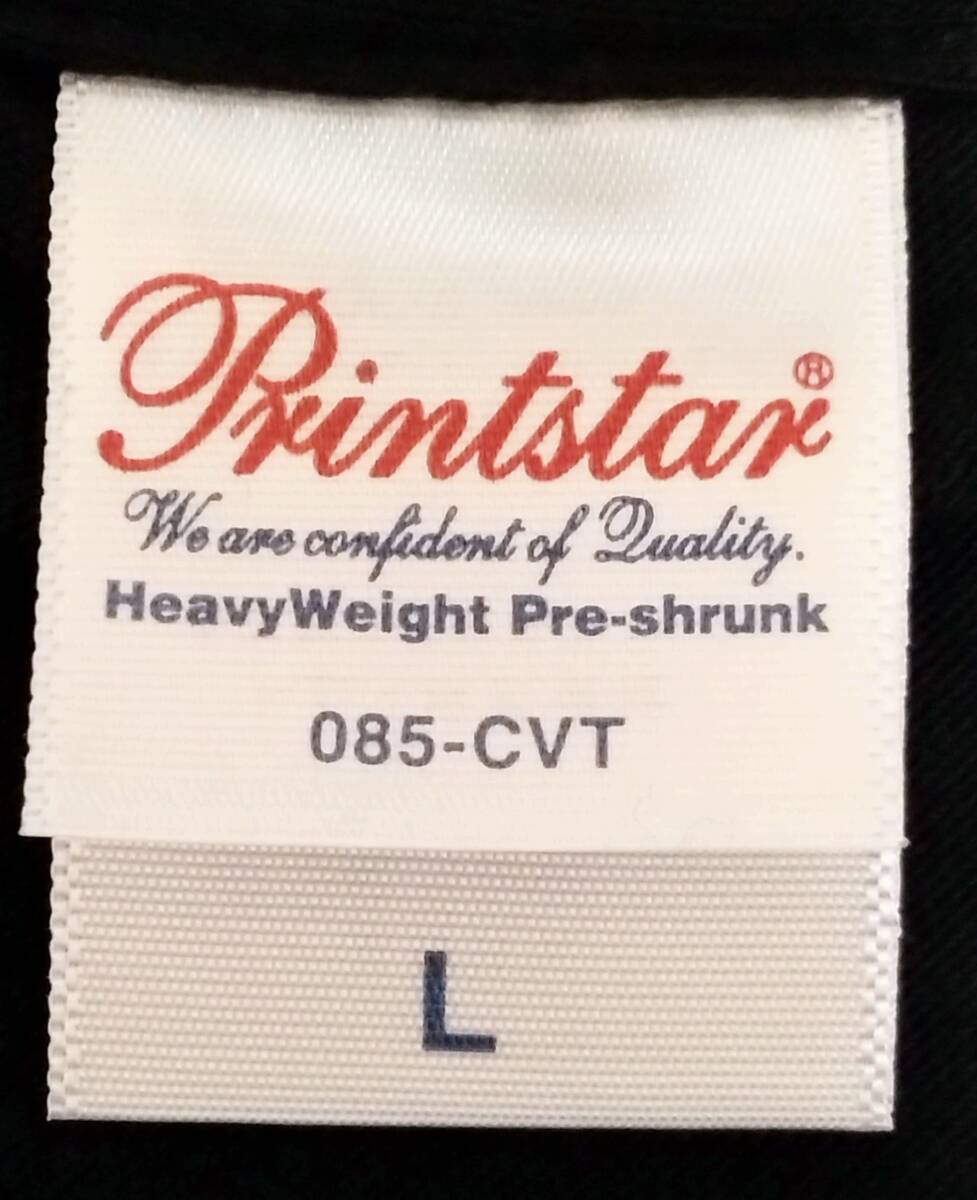 Printstar®
We are confident of Quality.
HeavyWeight Pre-shrunk
085-CVT
L